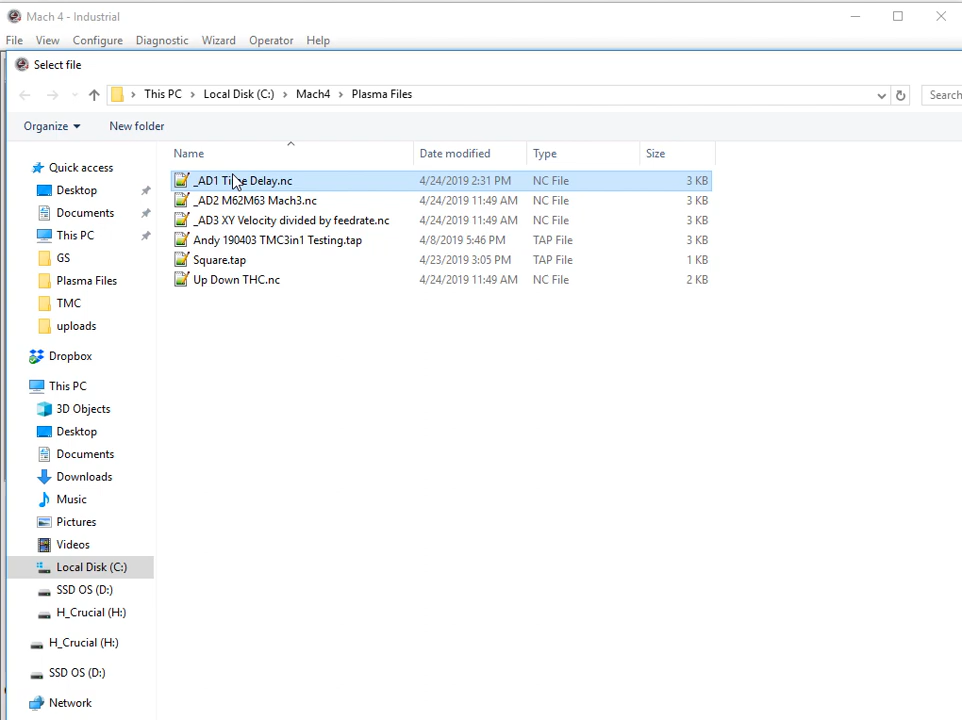 Mach 4 - Industrial
File View Configure Diagnostic Wizard Operator Help
Select file
This PC > Local Disk (C:) > Mach4 > Plasma Files
Search
Organize New folder
Name Date modified Type Size
_AD1 Time Delay.nc 4/24/2019 2:31 PM NC File 3 KB
_AD2 M62M63 Mach3.nc 4/24/2019 11:49 AM NC File 3 KB
_AD3 XY Velocity divided by feedrate.nc 4/24/2019 11:49 AM NC File 3 KB
Andy 190403 TMC3in1 Testing.tap 4/8/2019 5:46 PM TAP File 3 KB
Square.tap 4/23/2019 3:05 PM TAP File 1 KB
Up Down THC.nc 4/24/2019 11:49 AM NC File 2 KB
Quick access
Desktop
Documents
This PC
GS
Plasma Files
TMC
uploads
Dropbox
This PC
3D Objects
Desktop
Documents
Downloads
Music
Pictures
Videos
Local Disk (C:)
SSD OS (D:)
H_Crucial (H:)
H_Crucial (H:)
SSD OS (D:)
Network